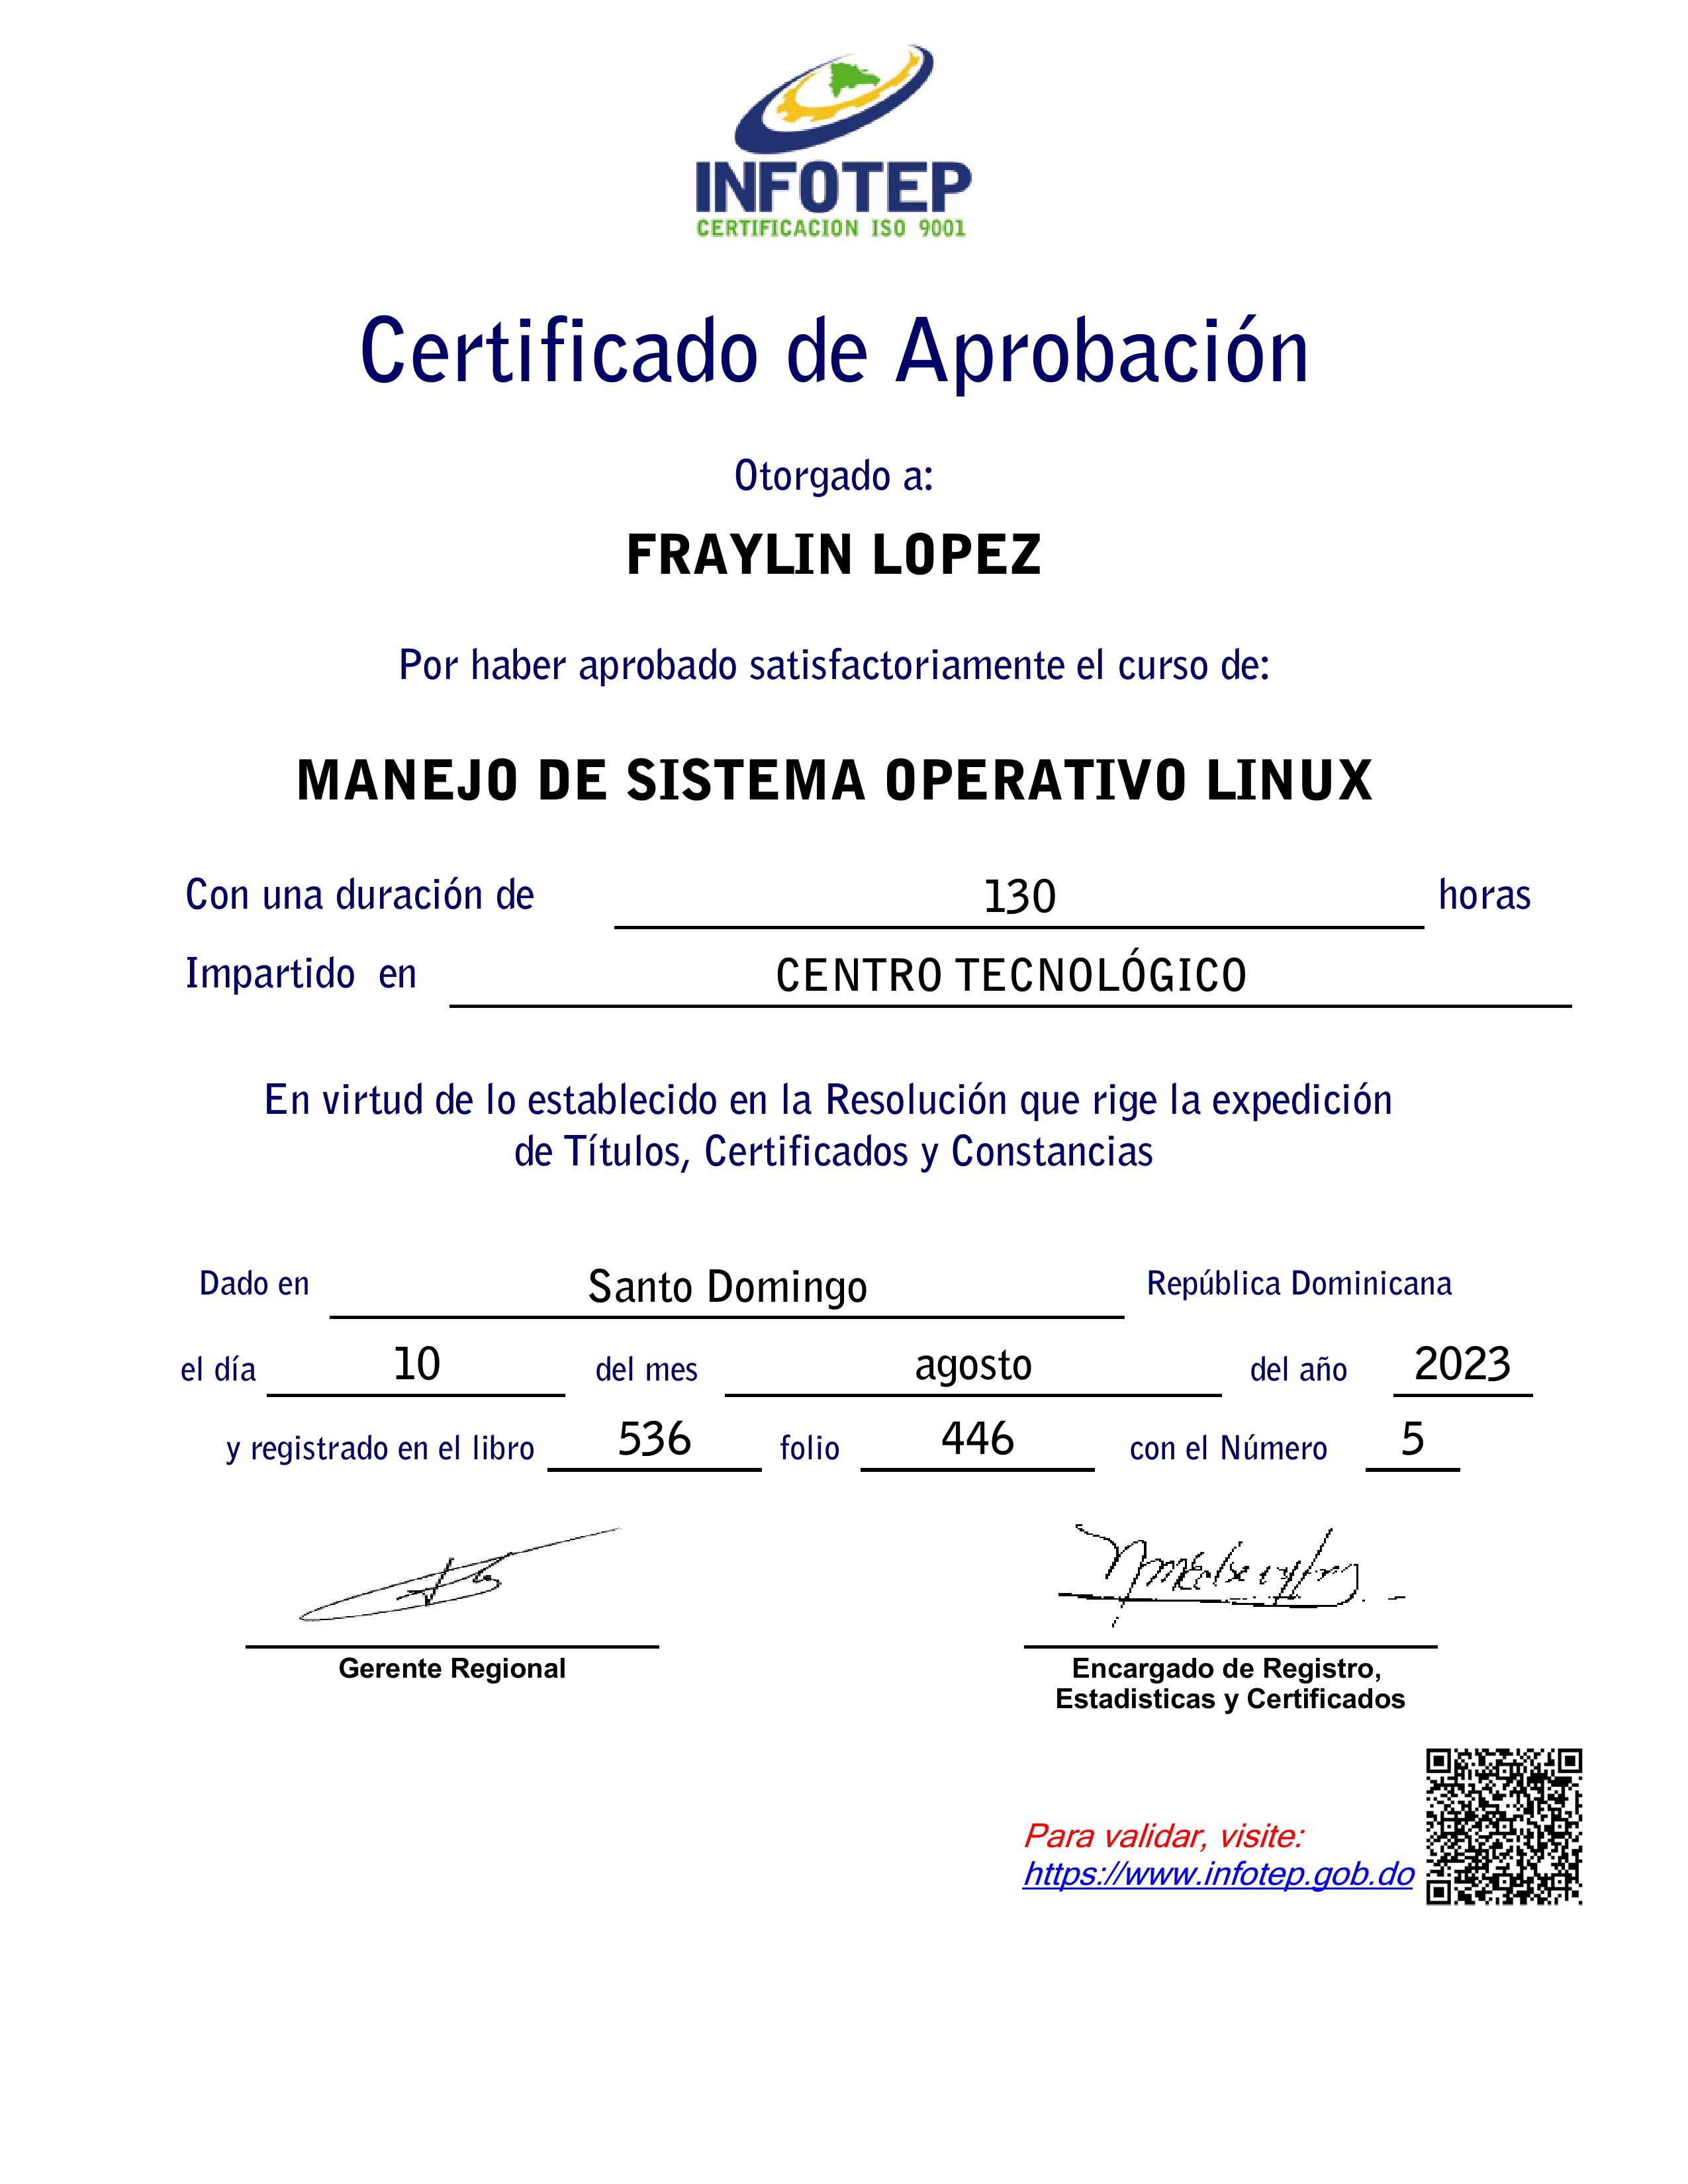 INFOTEP
CERTIFICACION ISO 9001
Certificado de Aprobación
Otorgado a:
FRAYLIN LOPEZ
Por haber aprobado satisfactoriamente el curso de:
MANEJO DE SISTEMA OPERATIVO LINUX
Con una duración de 130 horas
Impartido en CENTRO TECNOLÓGICO
En virtud de lo establecido en la Resolución que rige la expedición
de Títulos, Certificados y Constancias
Dado en Santo Domingo República Dominicana
el día 10 del mes agosto del año 2023
y registrado en el libro 536 folio 446 con el Número 5
Gerente Regional
Encargado de Registro,
Estadisticas y Certificados
Para validar, visite:
https://www.infotep.gob.do